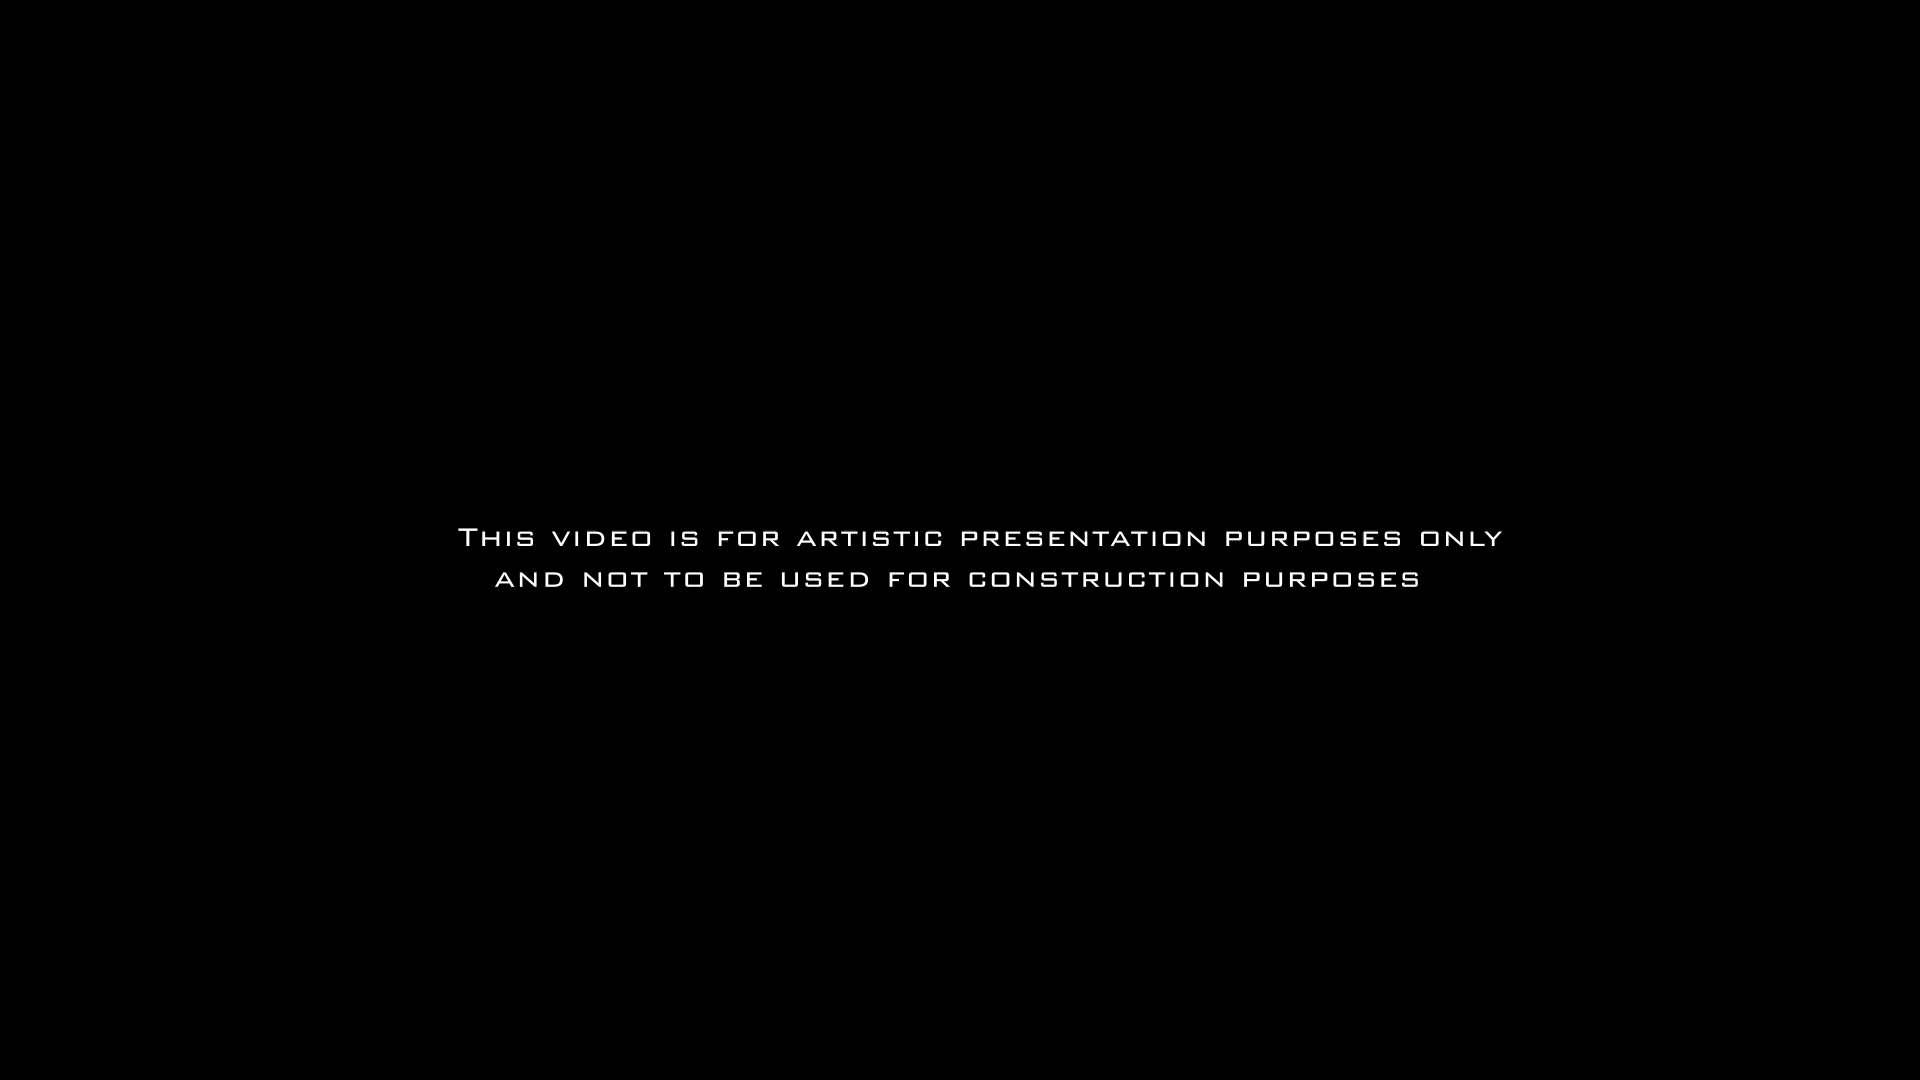 This video is for artistic presentation purposes only
and not to be used for construction purposes